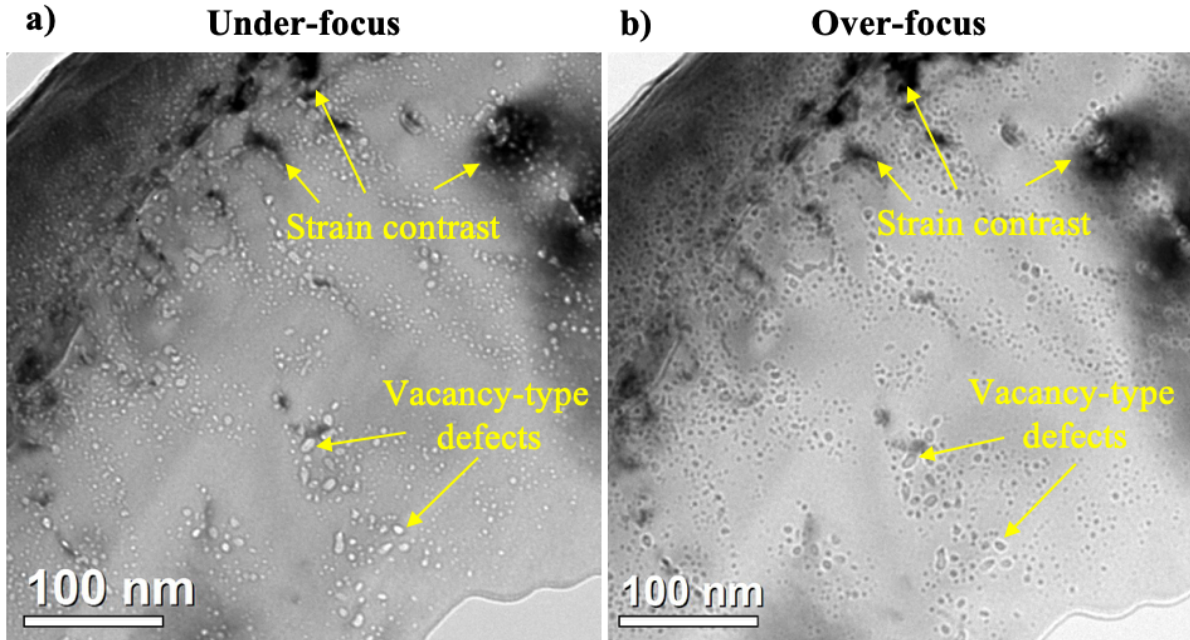 a) Under-focus
b) Over-focus
Strain contrast
Vacancy-type
defects
100 nm
Strain contrast
Vacancy-type
defects
100 nm